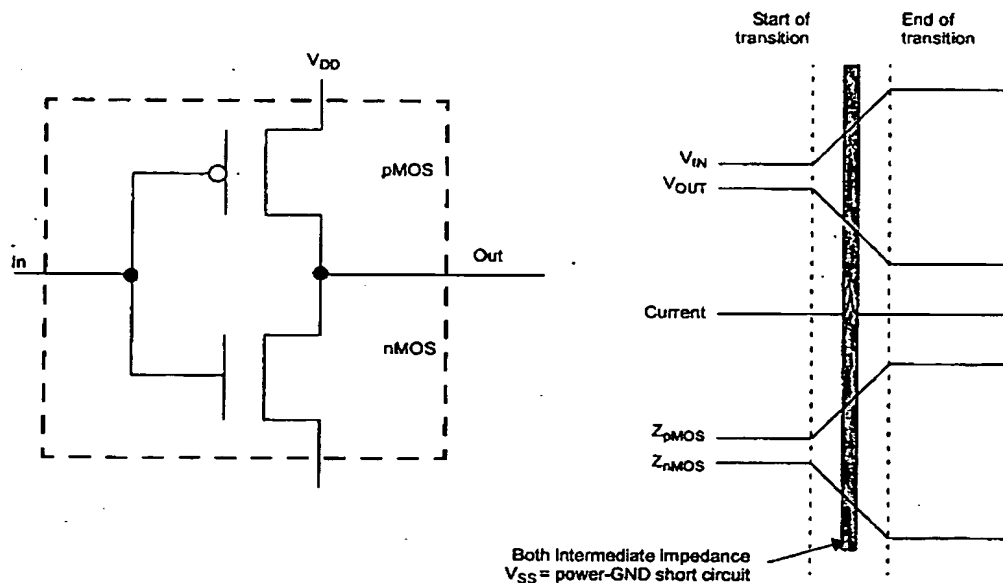 Start of
transition
End of
transition
VDD
pMOS
In
Out
nMOS
VIN
VOUT
Current
ZpMOS
ZnMOS
Both Intermediate Impedance
VSS = power-GND short circuit